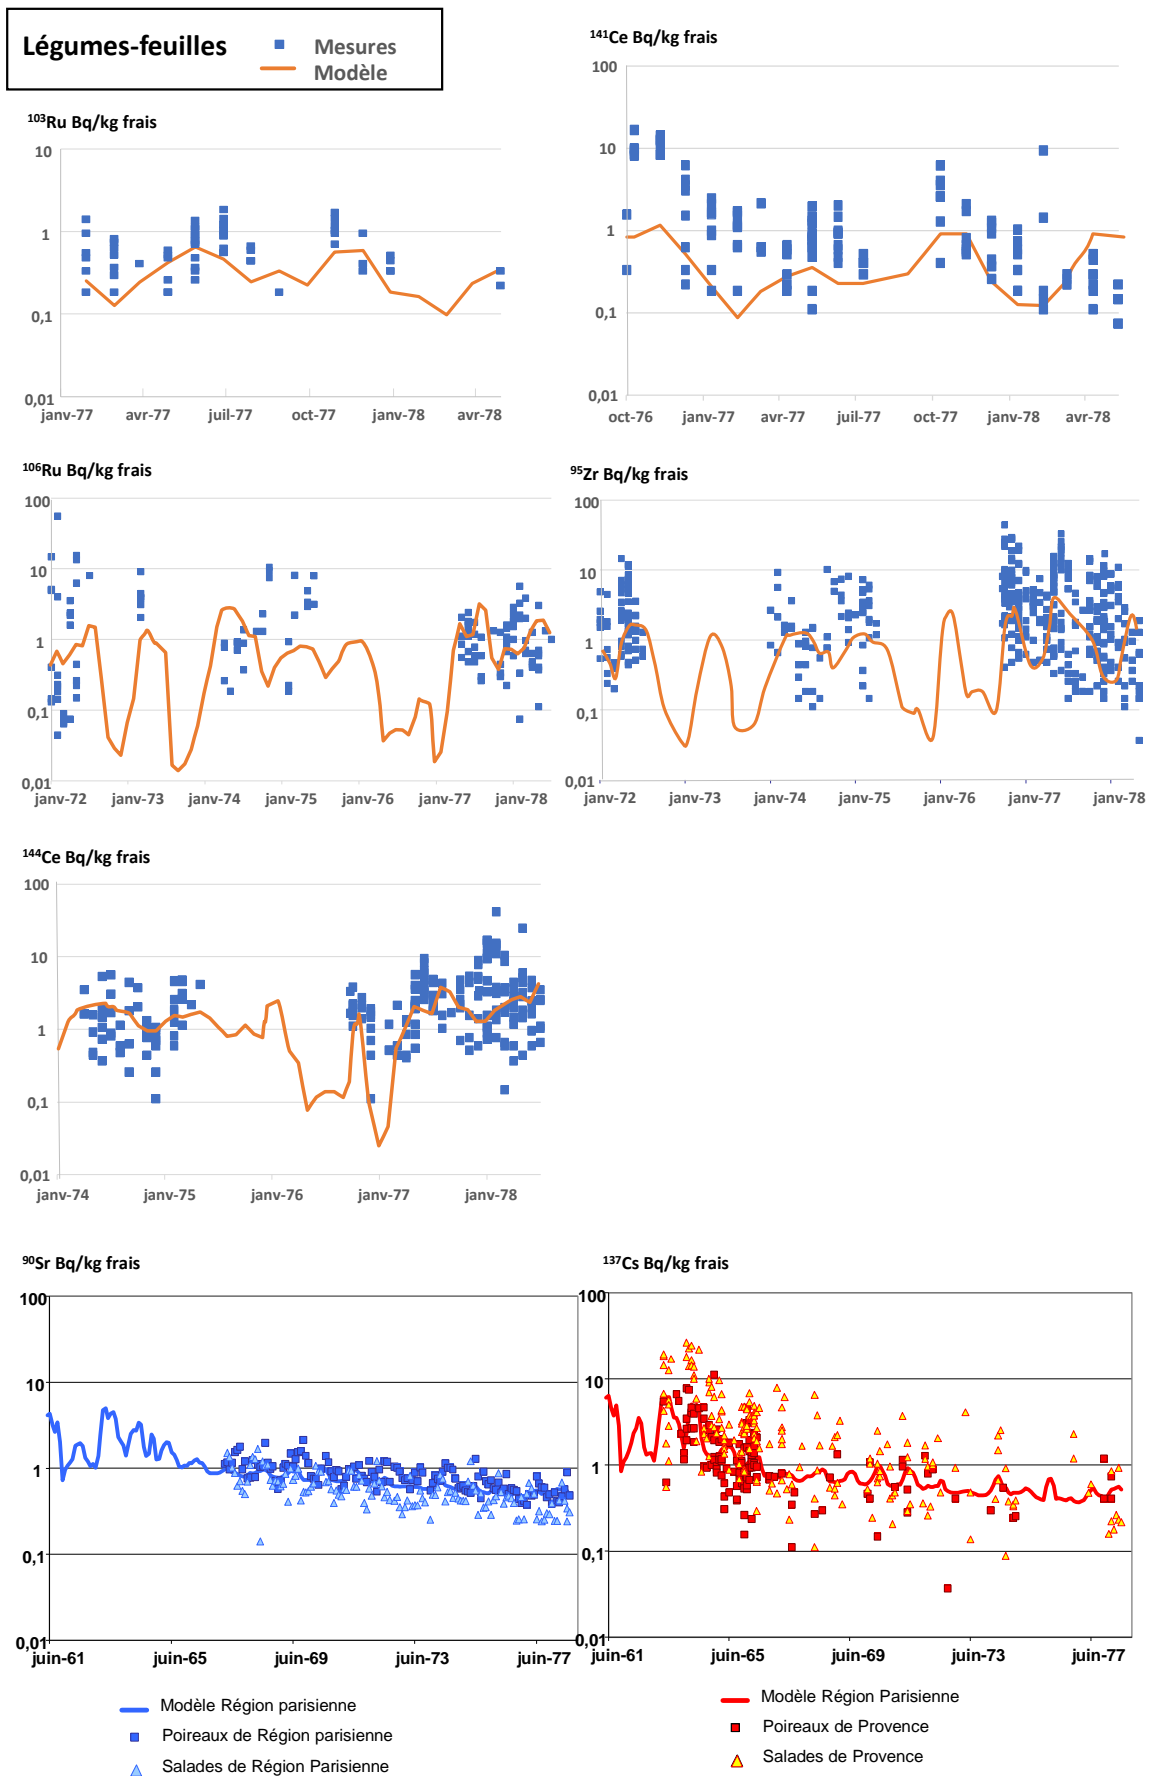 Légumes-feuilles
Mesures
Modèle
¹⁰³Ru Bq/kg frais
10
1
0,1
0,01
janv-77 avr-77 juil-77 oct-77 janv-78 avr-78
¹⁴¹Ce Bq/kg frais
100
10
1
0,1
0,01
oct-76 janv-77 avr-77 juil-77 oct-77 janv-78 avr-78
¹⁰⁶Ru Bq/kg frais
100
10
1
0,1
0,01
janv-72 janv-73 janv-74 janv-75 janv-76 janv-77 janv-78
⁹⁵Zr Bq/kg frais
100
10
1
0,1
0,01
janv-72 janv-73 janv-74 janv-75 janv-76 janv-77 janv-78
¹⁴⁴Ce Bq/kg frais
100
10
1
0,1
0,01
janv-74 janv-75 janv-76 janv-77 janv-78
⁹⁰Sr Bq/kg frais
100
10
1
0,1
0,01
juin-61 juin-65 juin-69 juin-73 juin-77
Modèle Région parisienne
Poireaux de Région parisienne
Salades de Région Parisienne
¹³⁷Cs Bq/kg frais
100
10
1
0,1
0,01
juin-61 juin-65 juin-69 juin-73 juin-77
Modèle Région Parisienne
Poireaux de Provence
Salades de Provence